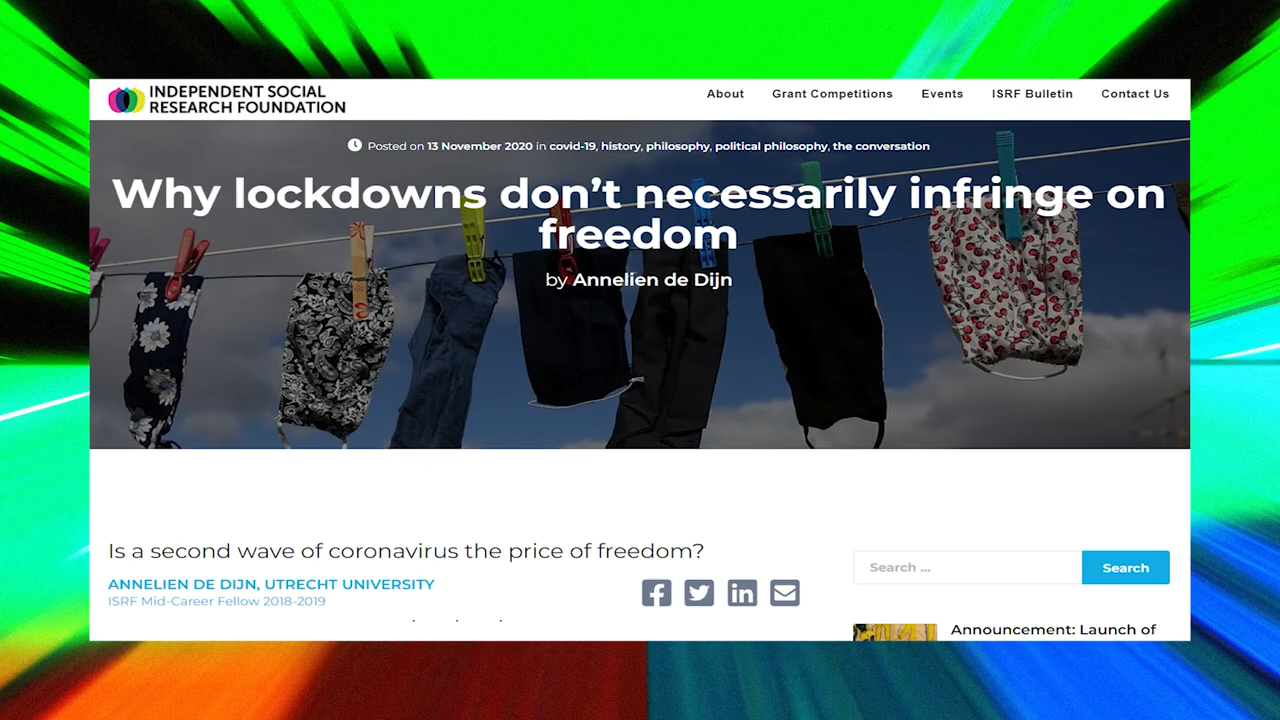 INDEPENDENT SOCIAL
RESEARCH FOUNDATION
About Grant Competitions Events ISRF Bulletin Contact Us
Posted on 13 November 2020 in covid-19, history, philosophy, political philosophy, the conversation
Why lockdowns don’t necessarily infringe on
freedom
by Annelien de Dijn
Is a second wave of coronavirus the price of freedom?
ANNELIEN DE DIJN, UTRECHT UNIVERSITY
ISRF Mid-Career Fellow 2018-2019
Search ...
Search
Announcement: Launch of